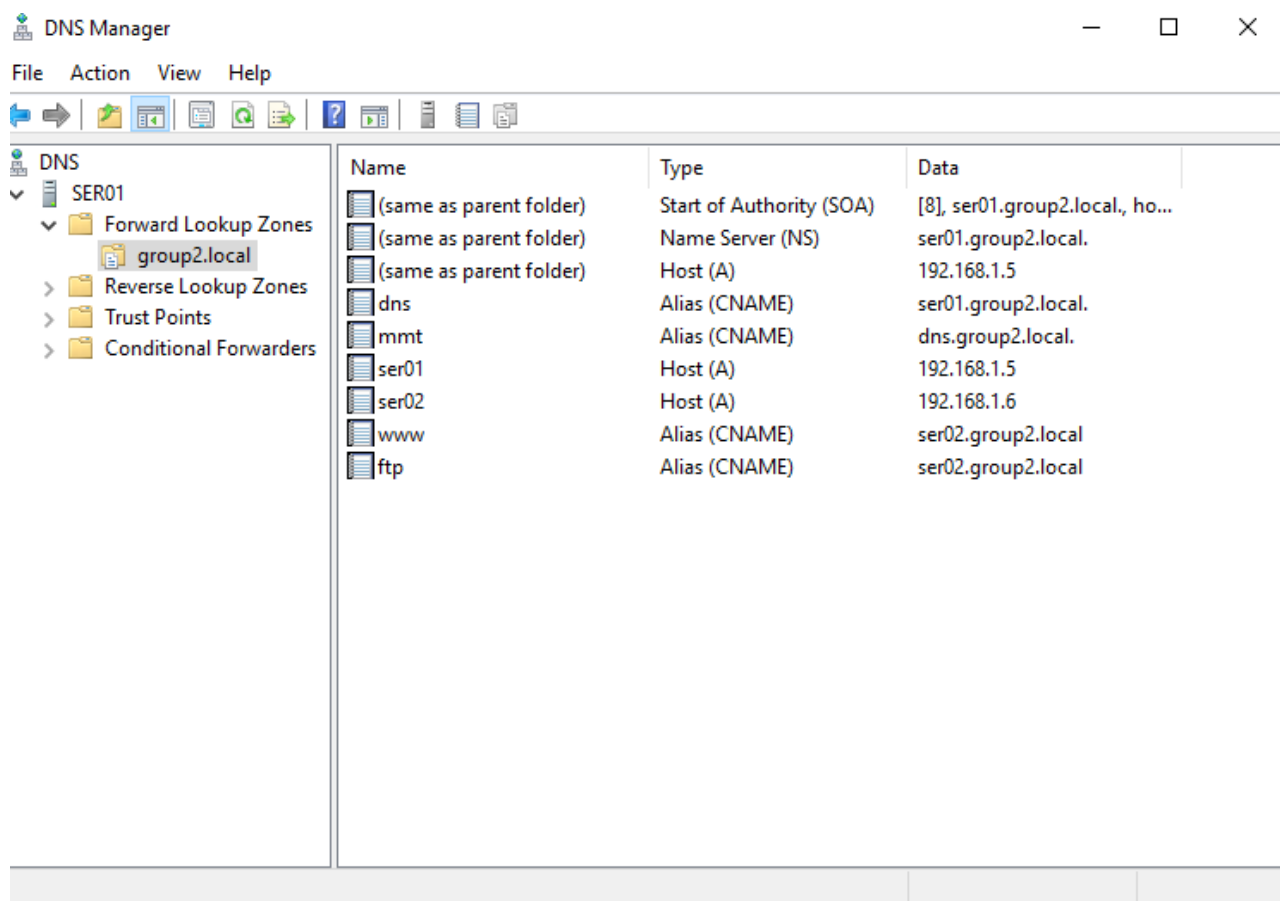 DNS Manager
File Action View Help
DNS
SER01
Forward Lookup Zones
group2.local
Reverse Lookup Zones
Trust Points
Conditional Forwarders
Name Type Data
(same as parent folder) Start of Authority (SOA) [8], ser01.group2.local., ho...
(same as parent folder) Name Server (NS) ser01.group2.local.
(same as parent folder) Host (A) 192.168.1.5
dns Alias (CNAME) ser01.group2.local.
mmt Alias (CNAME) dns.group2.local.
ser01 Host (A) 192.168.1.5
ser02 Host (A) 192.168.1.6
www Alias (CNAME) ser02.group2.local
ftp Alias (CNAME) ser02.group2.local